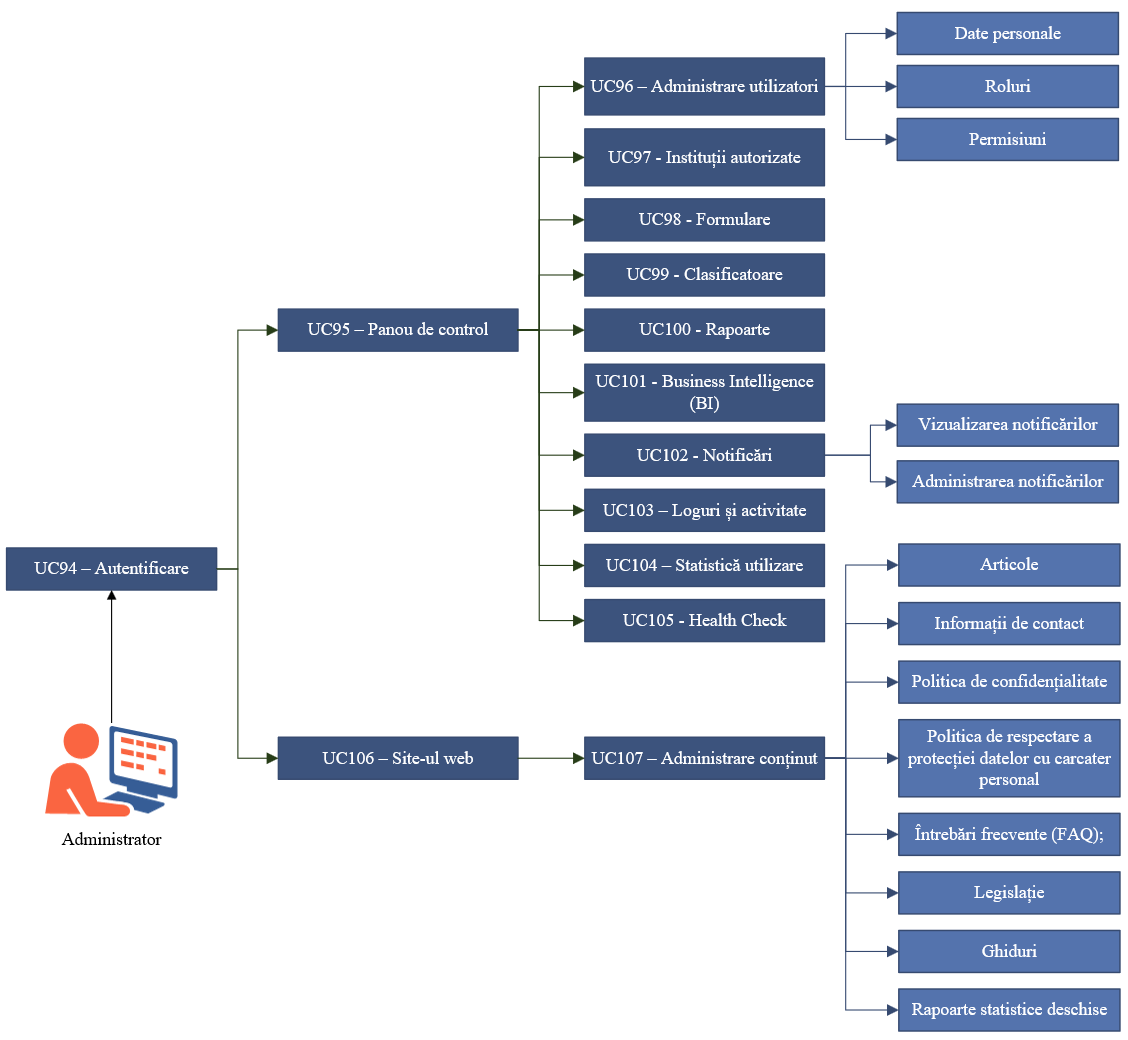 Date personale
UC96 – Administrare utilizatori
Roluri
Permisiuni
UC97 - Instituții autorizate
UC98 - Formulare
UC99 - Clasificatoare
UC95 – Panou de control
UC100 - Rapoarte
UC101 - Business Intelligence
(BI)
UC102 - Notificări
Vizualizarea notificărilor
Administrarea notificărilor
UC103 – Loguri și activitate
UC94 – Autentificare
UC104 – Statistică utilizare
UC105 - Health Check
Articole
Informații de contact
Politica de confidențialitate
UC106 – Site-ul web
UC107 – Administrare conținut
Politica de respectare a
protecției datelor cu carcater
personal
Administrator
Întrebări frecvente (FAQ);
Legislație
Ghiduri
Rapoarte statistice deschise